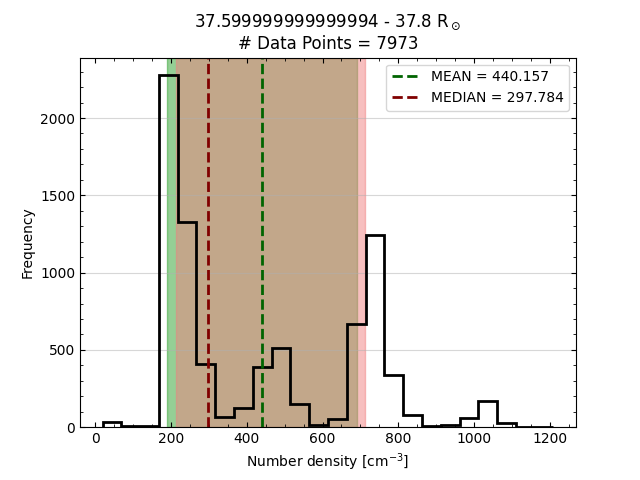 37.599999999999994 - 37.8 R⊙
# Data Points = 7973
MEAN = 440.157
MEDIAN = 297.784
Frequency
2000
1500
1000
500
0
0 200 400 600 800 1000 1200
Number density [cm⁻³]